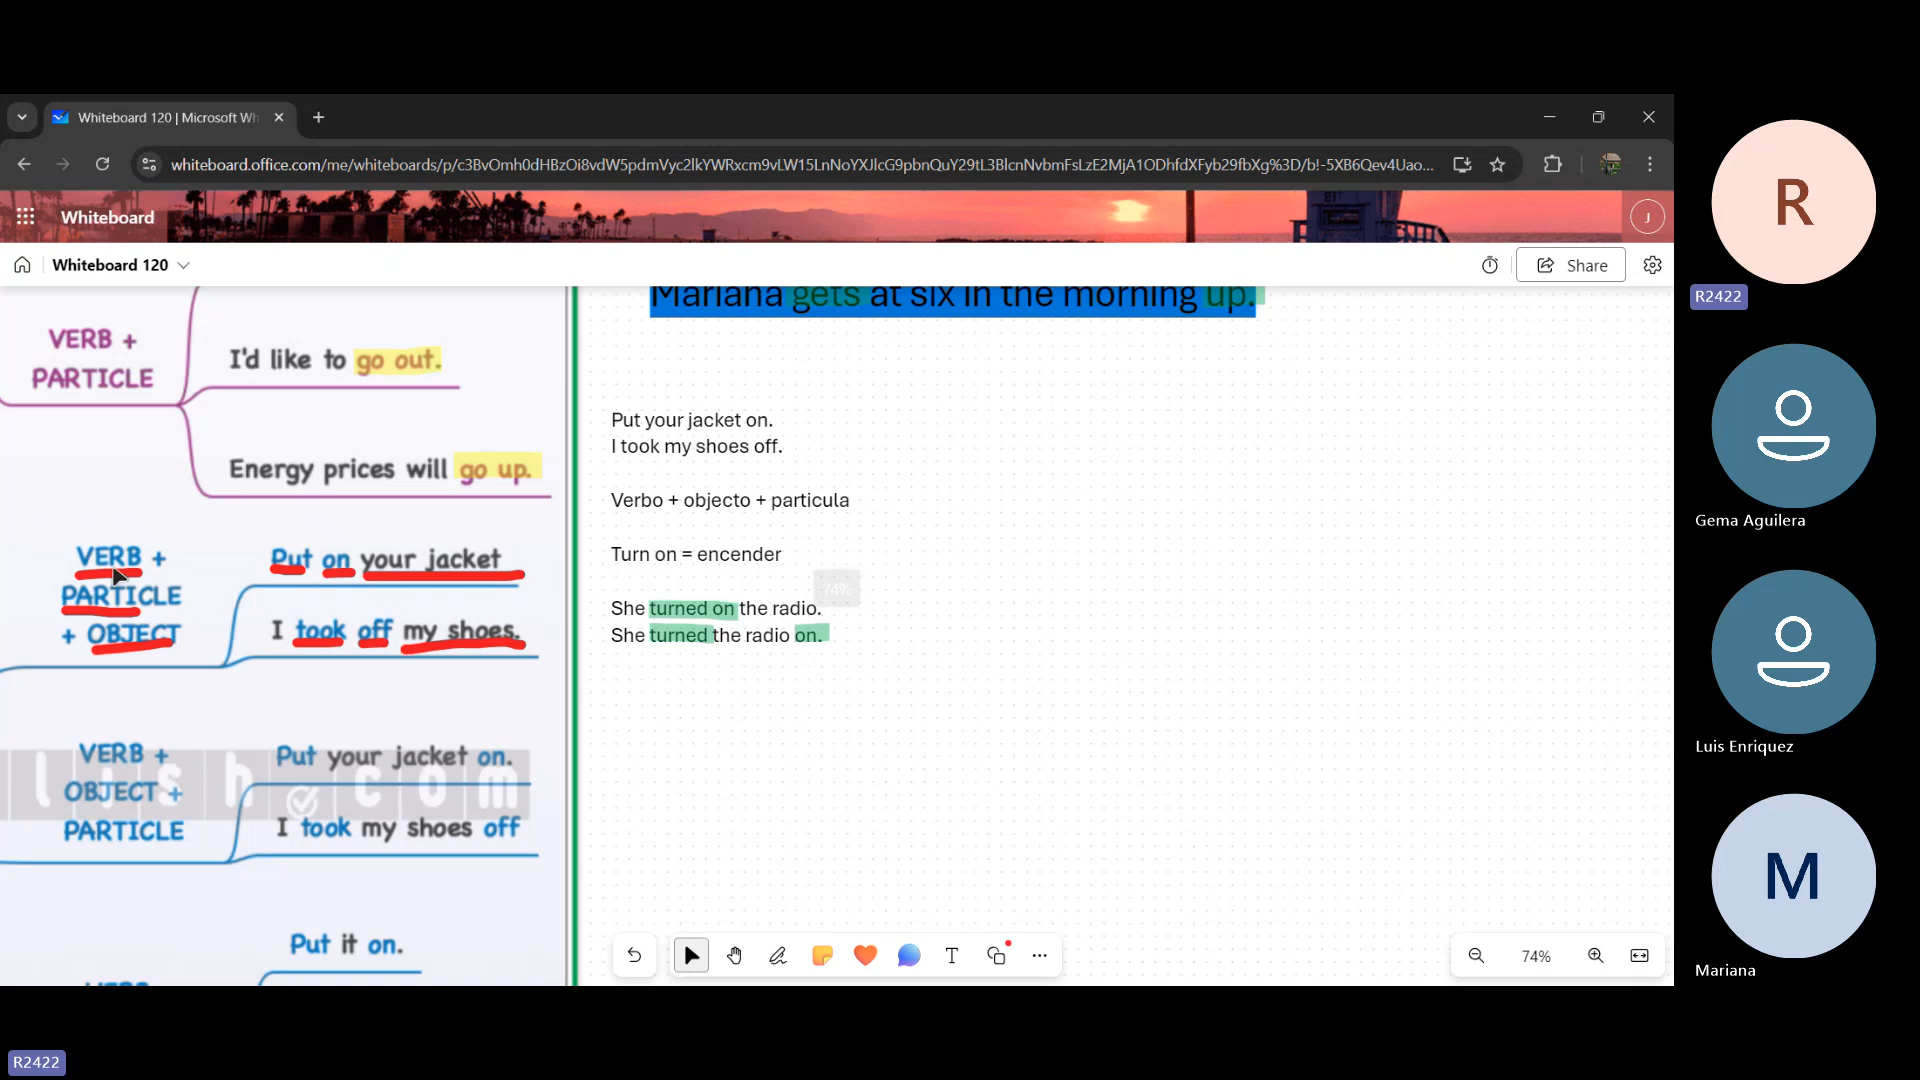 Whiteboard 120 | Microsoft Wh
whiteboard.office.com/me/whiteboards/p/c3BvOmh0dHBzOi8vdW5pdmVyc2lkYWRxcm9vLW15LnNoYXJlcG9pbnQuY29tL3BlcnNvbmFsLzE2MjA1ODhfdXFyb29fbXg%3D/b!-5XB6Qev4Uao...
Whiteboard
J
Whiteboard 120
Share
VERB +
PARTICLE
I'd like to go out.
Energy prices will go up.
VERB +
PARTICLE
+ OBJECT
Put on your jacket
I took off my shoes.
VERB +
OBJECT +
PARTICLE
Put your jacket on.
I took my shoes off
lish.com
Put it on.
Mariana gets at six in the morning up.
Put your jacket on.
I took my shoes off.
Verbo + objecto + particula
Turn on = encender
74%
She turned on the radio.
She turned the radio on.
T
74%
R
R2422
Gema Aguilera
Luis Enriquez
M
Mariana
R2422